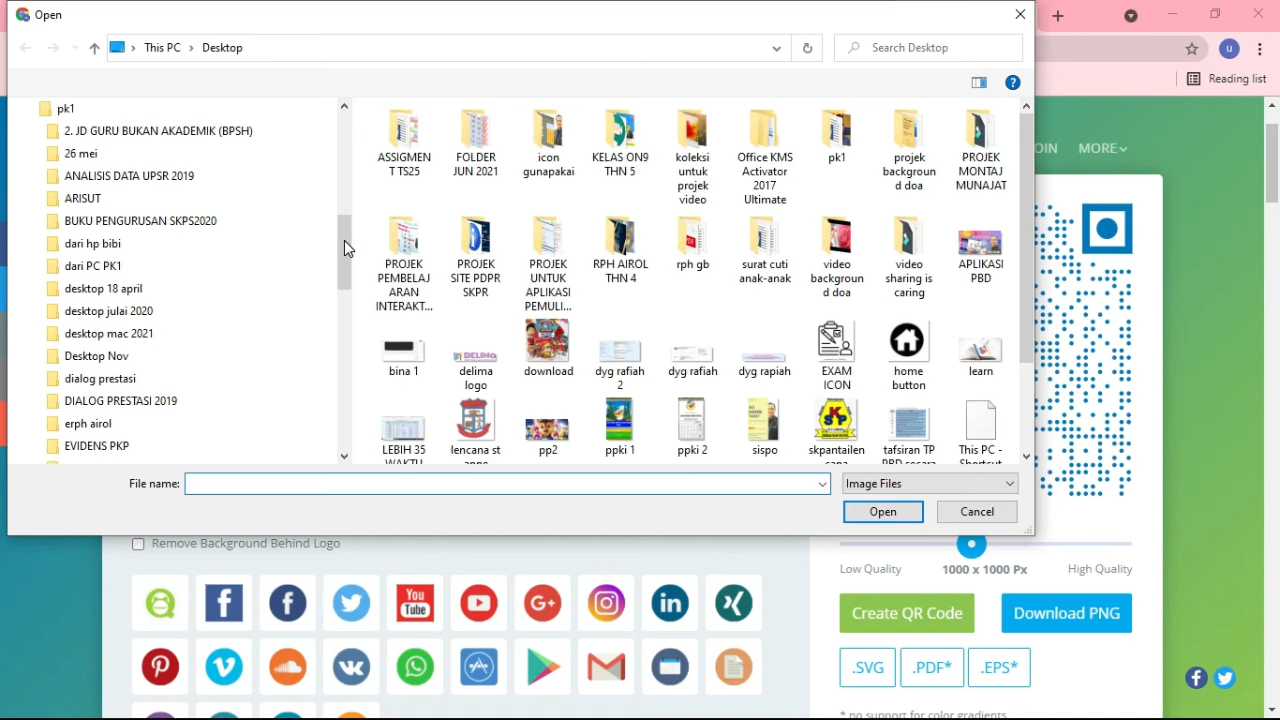 Open
This PC
Desktop
Search Desktop
u
Reading list
pk1
2. JD GURU BUKAN AKADEMIK (BPSH)
26 mei
ANALISIS DATA UPSR 2019
ARISUT
BUKU PENGURUSAN SKPS2020
dari hp bibi
dari PC PK1
desktop 18 april
desktop julai 2020
desktop mac 2021
Desktop Nov
dialog prestasi
DIALOG PRESTASI 2019
erph airol
EVIDENS PKP
ASSIGMEN
T TS25
FOLDER
JUN 2021
icon
gunapakai
KELAS ON9
THN 5
koleksi
untuk
projek
video
Office KMS
Activator
2017
Ultimate
pk1
projek
backgroun
d doa
PROJEK
MONTAJ
MUNAJAT
PROJEK
PEMBELAJ
ARAN
INTERAKT...
PROJEK
SITE PDPR
SKPR
PROJEK
UNTUK
APLIKASI
PEMULI...
RPH AIROL
THN 4
rph gb
surat cuti
anak-anak
video
backgroun
d doa
video
sharing is
caring
APLIKASI
PBD
bina 1
delima
logo
download
dyg rafiah
2
dyg rafiah
dyg rapiah
EXAM
ICON
home
button
learn
LEBIH 35
WAKTU
lencana st
pp2
ppki 1
ppki 2
sispo
skpantailen
tafsiran TP
PBD secara
This PC -
Shortcut
File name:
Image Files
Open
Cancel
OIN
MORE
Remove Background Behind Logo
You
Tube
Low Quality
1000 x 1000 Px
High Quality
Create QR Code
Download PNG
.SVG
.PDF*
.EPS*
* no support for color gradients